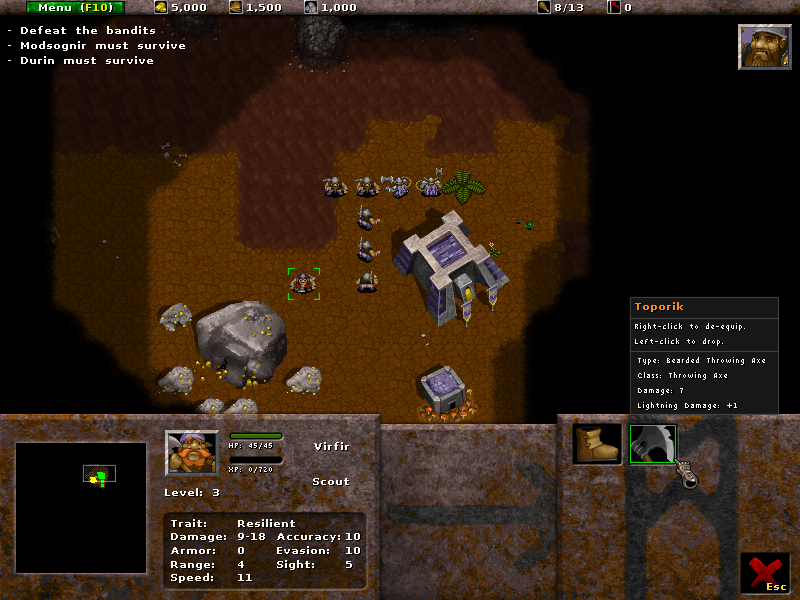 Menu (F10) 5,000 1,500 1,000 8/13 0
- Defeat the bandits
- Modsognir must survive
- Durin must survive
Toporik
Right-click to de-equip.
Left-click to drop.
Type: Bearded Throwing Axe
Class: Throwing Axe
Damage: 7
Lightning Damage: +1
HP: 45/45
Virfir
XP: 0/720
Scout
Level: 3
Trait: Resilient
Damage: 9-18 Accuracy: 10
Armor: 0 Evasion: 10
Range: 4 Sight: 5
Speed: 11
Esc